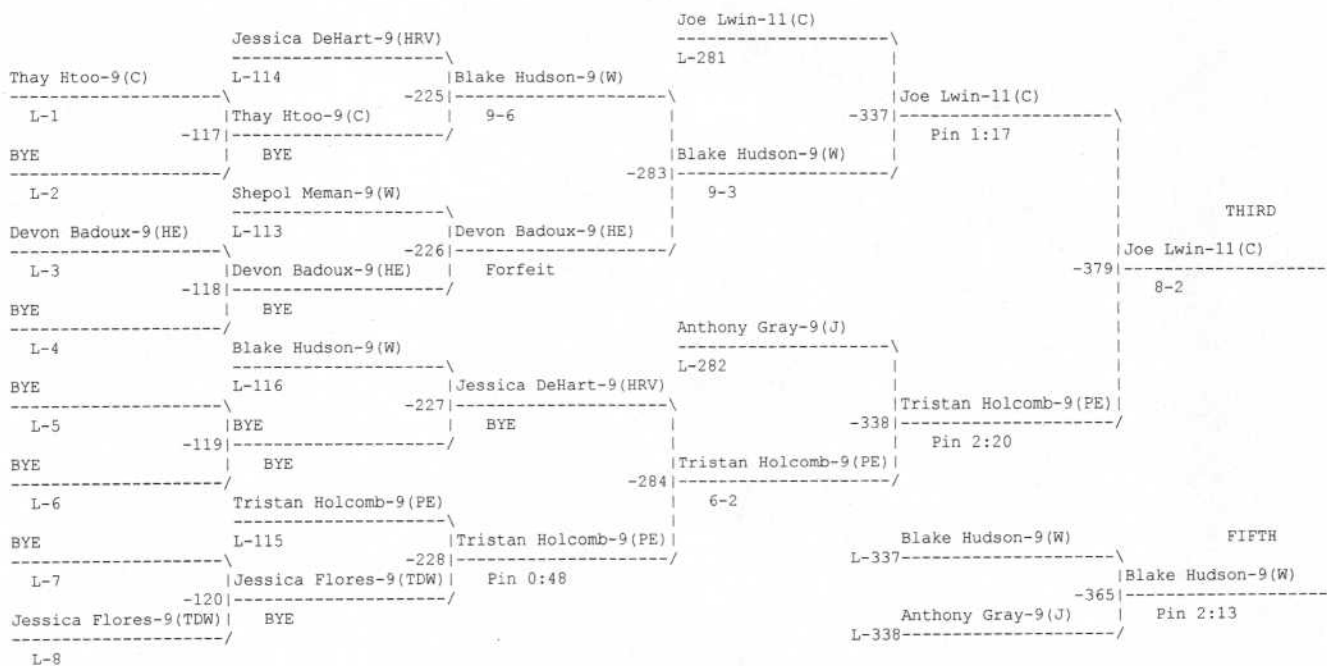 Joe Lwin-11(C)
Jessica DeHart-9(HRV)
L-281
Thay Htoo-9(C)
L-114
Blake Hudson-9(W)
-225
Joe Lwin-11(C)
L-1
Thay Htoo-9(C)
9-6
-337
Pin 1:17
-117
BYE
BYE
Blake Hudson-9(W)
-283
L-2
Shepol Meman-9(W)
9-3
THIRD
Devon Badoux-9(HE)
L-113
Devon Badoux-9(HE)
-226
Joe Lwin-11(C)
L-3
Devon Badoux-9(HE)
Forfeit
-379
8-2
-118
BYE
BYE
L-4
Blake Hudson-9(W)
Anthony Gray-9(J)
L-282
BYE
L-116
Jessica DeHart-9(HRV)
-227
Tristan Holcomb-9(PE)
L-5
BYE
BYE
-338
Pin 2:20
-119
BYE
BYE
Tristan Holcomb-9(PE)
-284
L-6
Tristan Holcomb-9(PE)
6-2
BYE
L-115
Tristan Holcomb-9(PE)
Blake Hudson-9(W)
FIFTH
-228
L-337
L-7
Jessica Flores-9(TDW)
Pin 0:48
Blake Hudson-9(W)
-120
-365
Jessica Flores-9(TDW)
BYE
Anthony Gray-9(J)
Pin 2:13
L-338
L-8